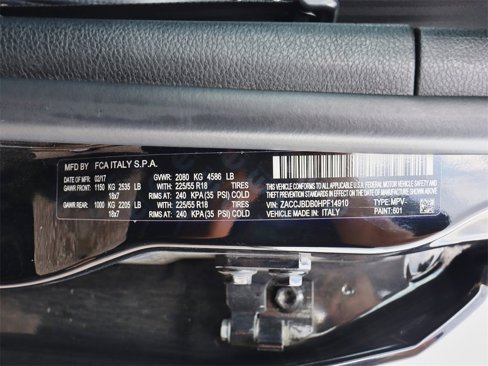 MFD BY FCA ITALY S.P.A.
DATE OF MFD: 02/17 GVWR: 2080 KG 4586 LB
GAWR FRONT: 1150 KG 2535 LB WITH: 225/55 R18 TIRES
18x7 RIMS AT: 240 KPA(35 PSI) COLD
GAWR REAR: 1000 KG 2205 LB WITH: 225/55 R18 TIRES
18x7 RIMS AT: 240 KPA(35 PSI) COLD
THIS VEHICLE CONFORMS TO ALL APPLICABLE U.S.A. FEDERAL MOTOR VEHICLE
SAFETY, BUMPER AND THEFT PREVENTION STANDARDS IN EFFECT ON THE DATE OF MANUFACTURE SHOWN ABOVE.
VIN: ZACCJBDB0HPF14910 TYPE: MPV
VEHICLE MADE IN: ITALY PAINT: 601